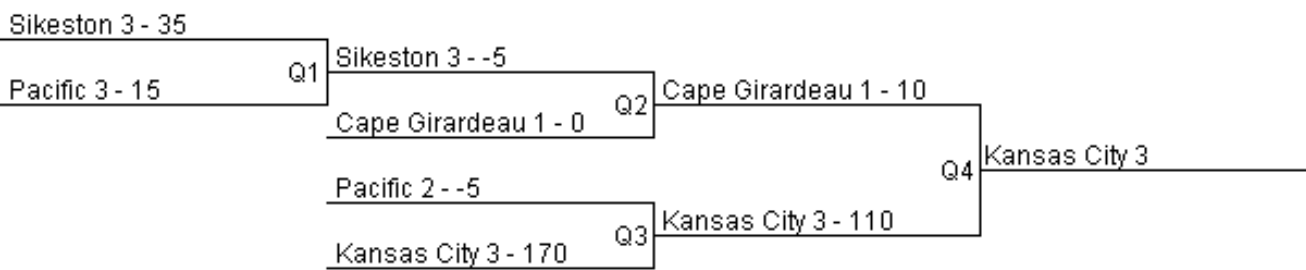 Sikeston 3 - 35
Pacific 3 - 15
Q1
Sikeston 3 - -5
Cape Girardeau 1 - 0
Q2
Cape Girardeau 1 - 10
Pacific 2 - -5
Kansas City 3 - 170
Q3
Kansas City 3 - 110
Q4
Kansas City 3